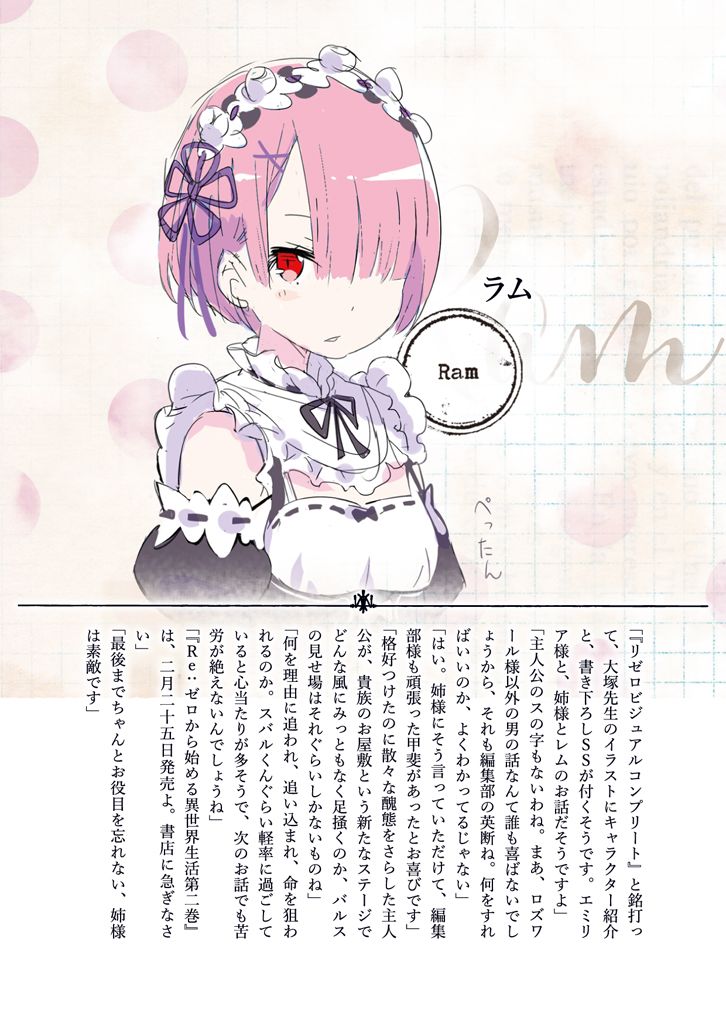 ラム
Ram
Ram
ぺったん
「『リゼロビジュアルコンプリート』と銘打っ
て、大塚先生のイラストにキャラクター紹介
と、書き下ろしSSが付くそうです。エミリ
ア様と、姉様とレムのお話だそうですよ」
「主人公のスの字もないわね。まあ、ロズワ
ール様以外の男の話なんて誰も喜ばないでし
ょうから、それも編集部の英断ね。何をすれ
ばいいのか、よくわかってるじゃない」
「はい。姉様にそう言っていただけて、編集
部様も頑張った甲斐があったとお喜びです」
「格好つけたのに散々な醜態をさらした主人
公が、貴族のお屋敷という新たなステージで
どんな風にみっともなく足掻くのか、バルス
の見せ場はそれぐらいしかないものね」
「何を理由に追われ、追い込まれ、命を狙わ
れるのか。スバルくんぐらい軽率に過ごして
いると心当たりが多そうで、次のお話でも苦
労が絶えないんでしょうね」
「『Re：ゼロから始める異世界生活第二巻』
は、二月二十五日発売よ。書店に急ぎなさ
い」
「最後までちゃんとお役目を忘れない、姉様
は素敵です」